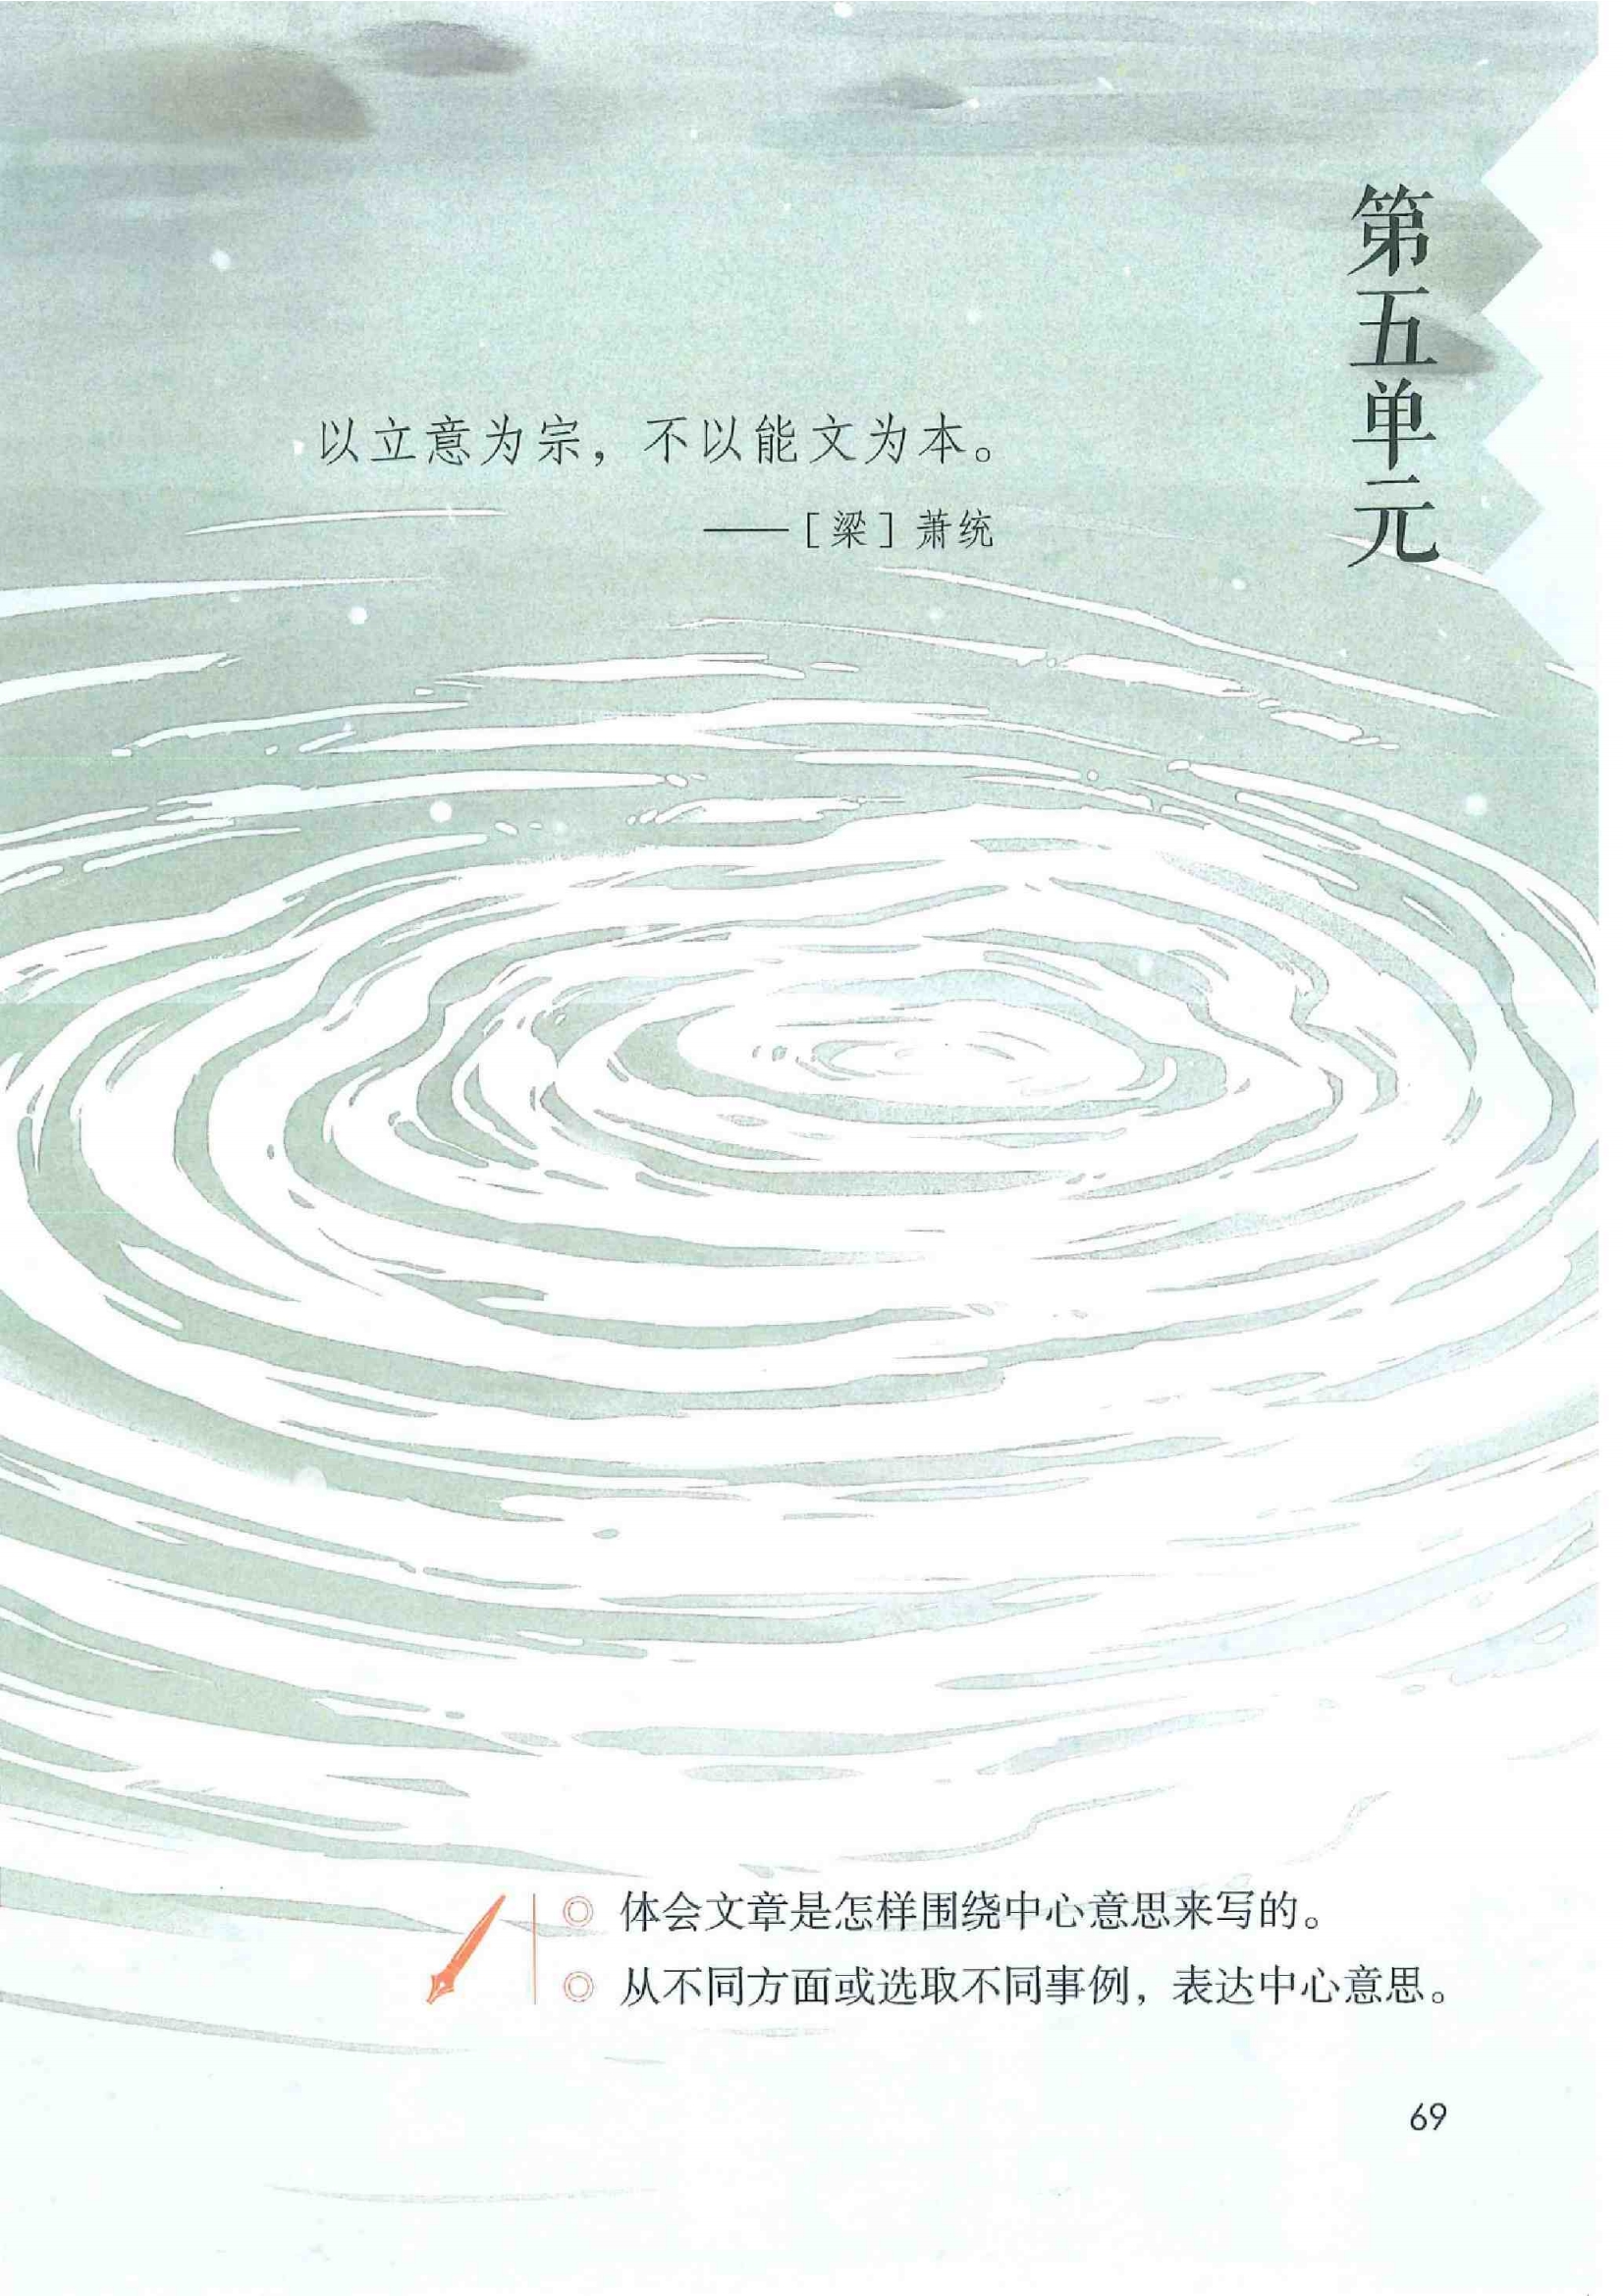 第五单元
以立意为宗，不以能文为本。
——［梁］萧统
◎ 体会文章是怎样围绕中心意思来写的。
◎ 从不同方面或选取不同事例，表达中心意思。
69